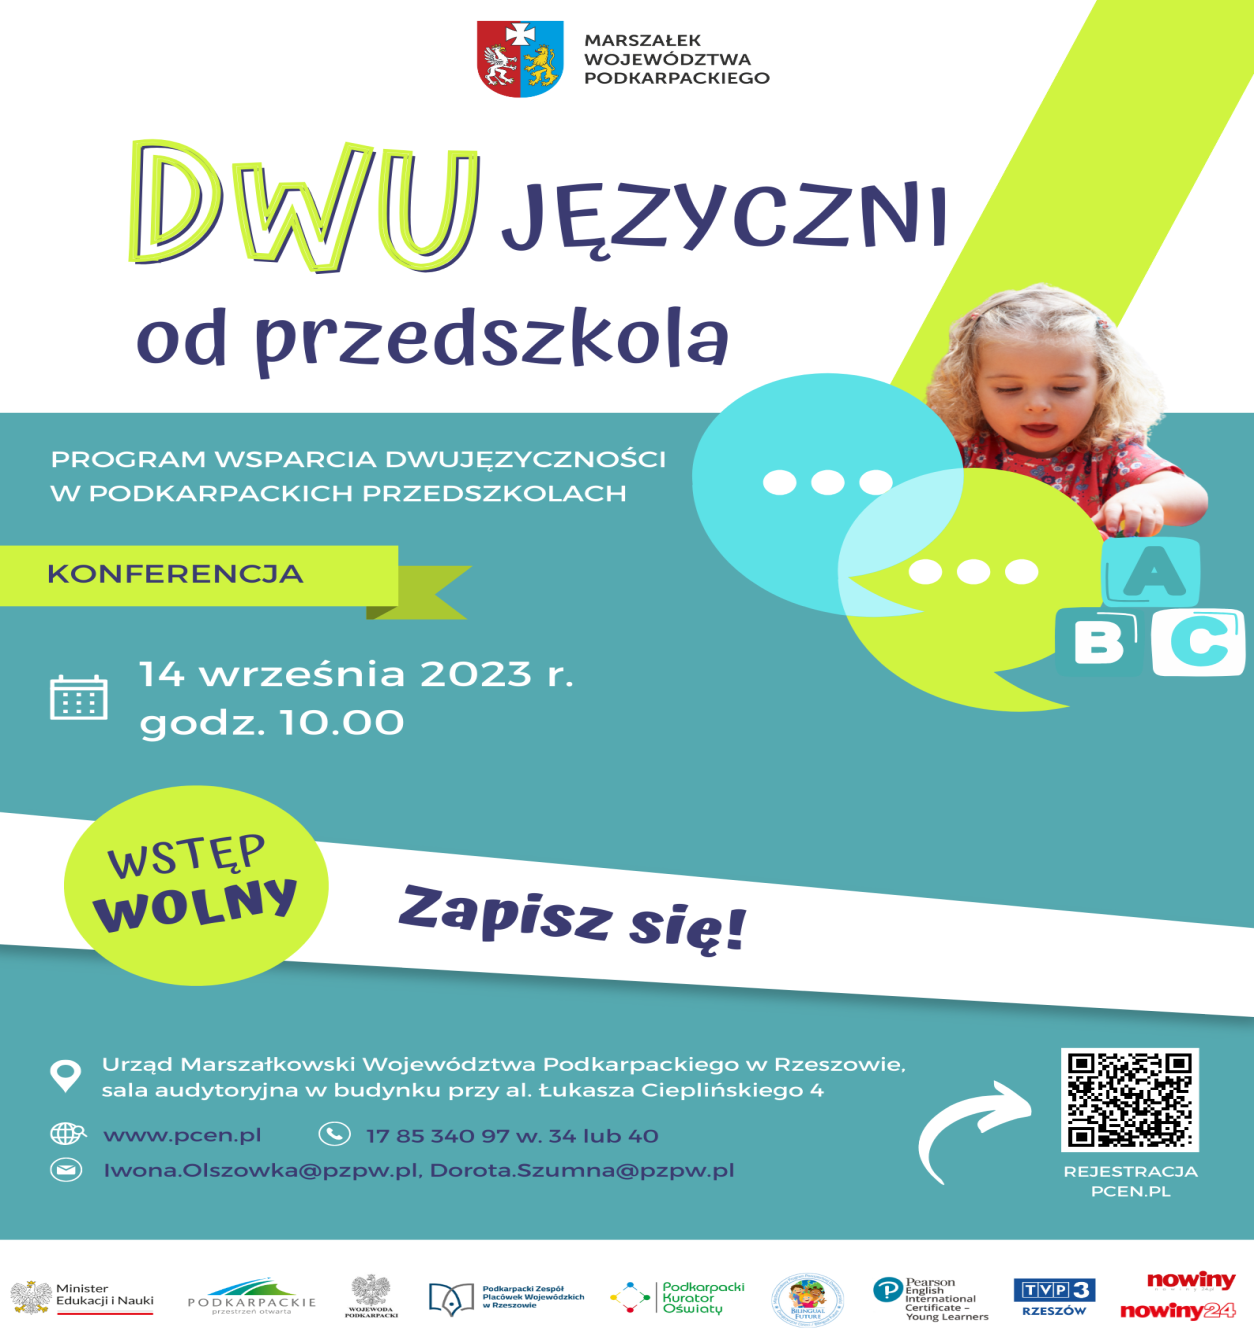 MARSZAŁEK
WOJEWÓDZTWA
PODKARPACKIEGO
DWU JĘZYCZNI
od przedszkola
PROGRAM WSPARCIA DWUJĘZYCZNOŚCI
W PODKARPACKICH PRZEDSZKOLACH
KONFERENCJA
14 września 2023 r.
godz. 10.00
A
B C
WSTĘP
WOLNY
Zapisz się!
Urząd Marszałkowski Województwa Podkarpackiego w Rzeszowie,
sala audytoryjna w budynku przy al. Łukasza Cieplińskiego 4
www.pcen.pl
17 85 340 97 w. 34 lub 40
Iwona.Olszowka@pzpw.pl, Dorota.Szumna@pzpw.pl
REJESTRACJA
PCEN.PL
Minister
Edukacji i Nauki
PODKARPACKIE
przestrzeń otwarta
WOJEWODA
PODKARPACKI
Podkarpacki Zespół
Placówek Wojewódzkich
w Rzeszowie
Podkarpacki
Kurator
Oświaty
BILINGUAL
FUTURE
Pearson
English
International
Certificate –
Young Learners
TVP 3
RZESZÓW
nowiny
nowiny24